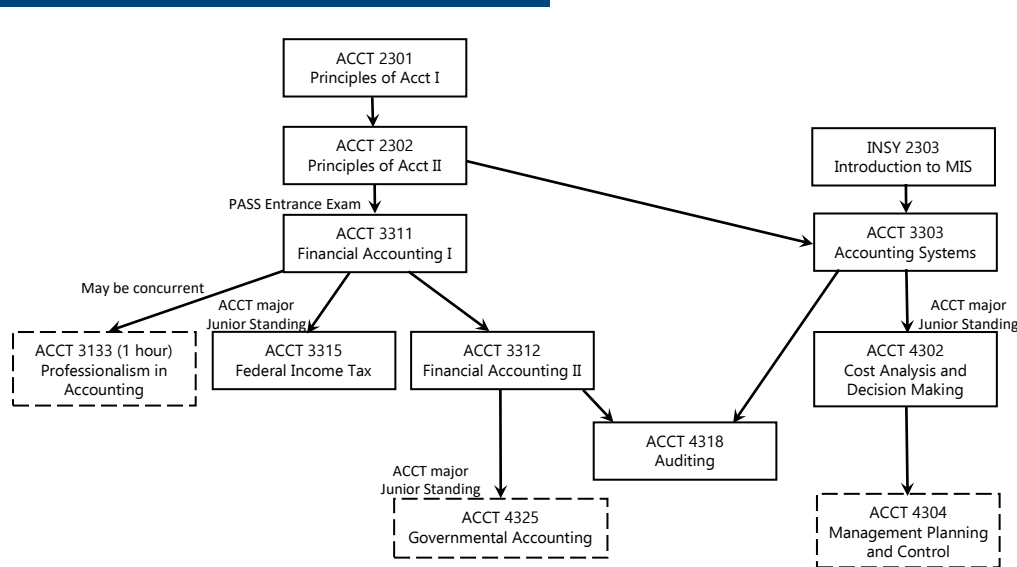 ACCT 2301
Principles of Acct I
ACCT 2302
Principles of Acct II
INSY 2303
Introduction to MIS
PASS Entrance Exam
ACCT 3311
Financial Accounting I
ACCT 3303
Accounting Systems
May be concurrent
ACCT major
Junior Standing
ACCT major
Junior Standing
ACCT 3133 (1 hour)
Professionalism in
Accounting
ACCT 3315
Federal Income Tax
ACCT 3312
Financial Accounting II
ACCT 4302
Cost Analysis and
Decision Making
ACCT 4318
Auditing
ACCT major
Junior Standing
ACCT 4325
Governmental Accounting
ACCT 4304
Management Planning
and Control